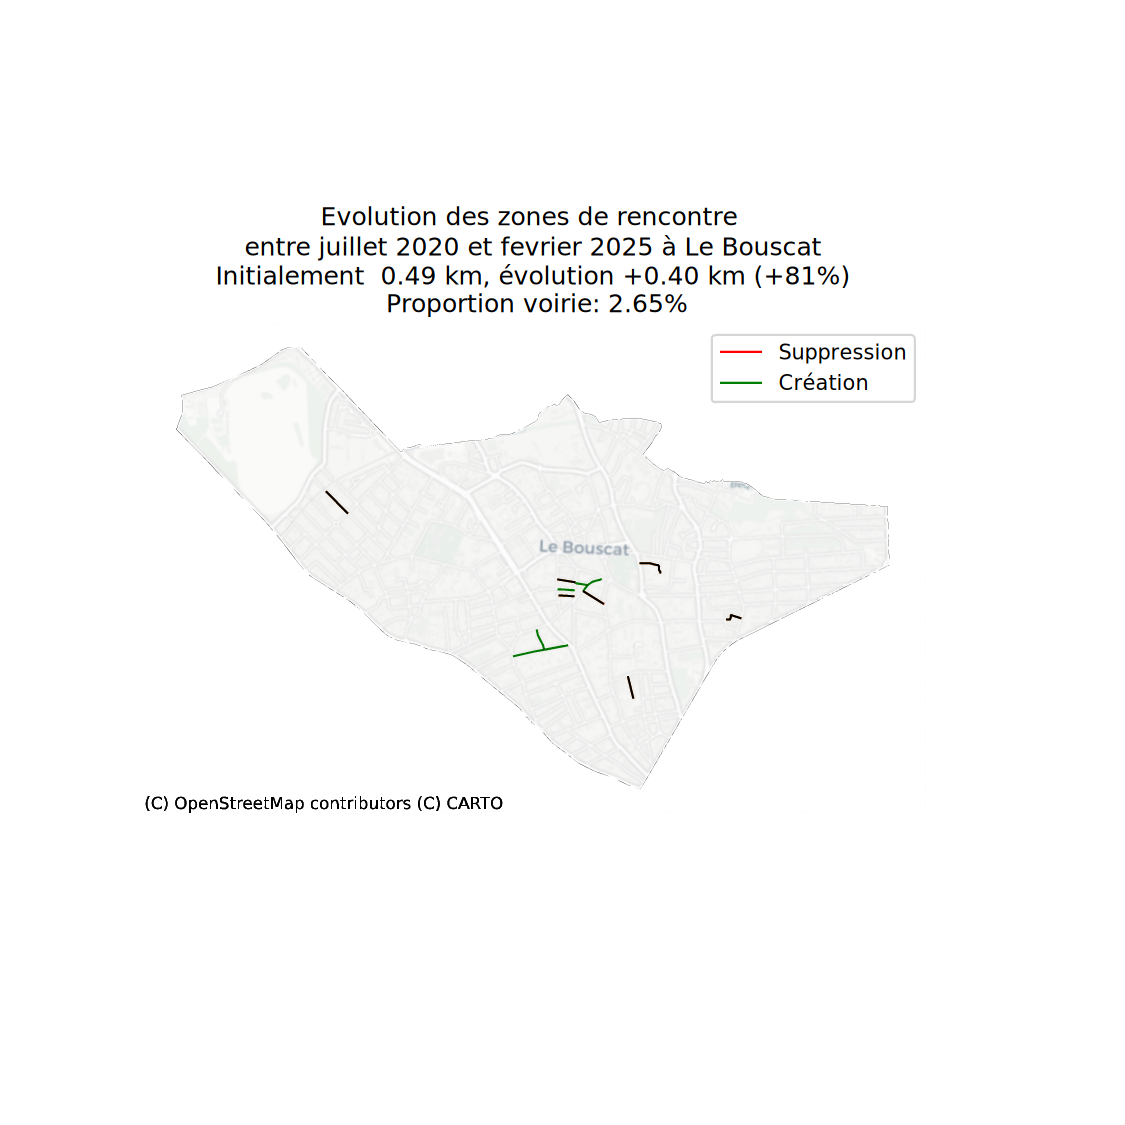 Evolution des zones de rencontre
entre juillet 2020 et fevrier 2025 à Le Bouscat
Initialement  0.49 km, évolution +0.40 km (+81%)
Proportion voirie: 2.65%
Suppression
Création
Le Bouscat
(C) OpenStreetMap contributors (C) CARTO